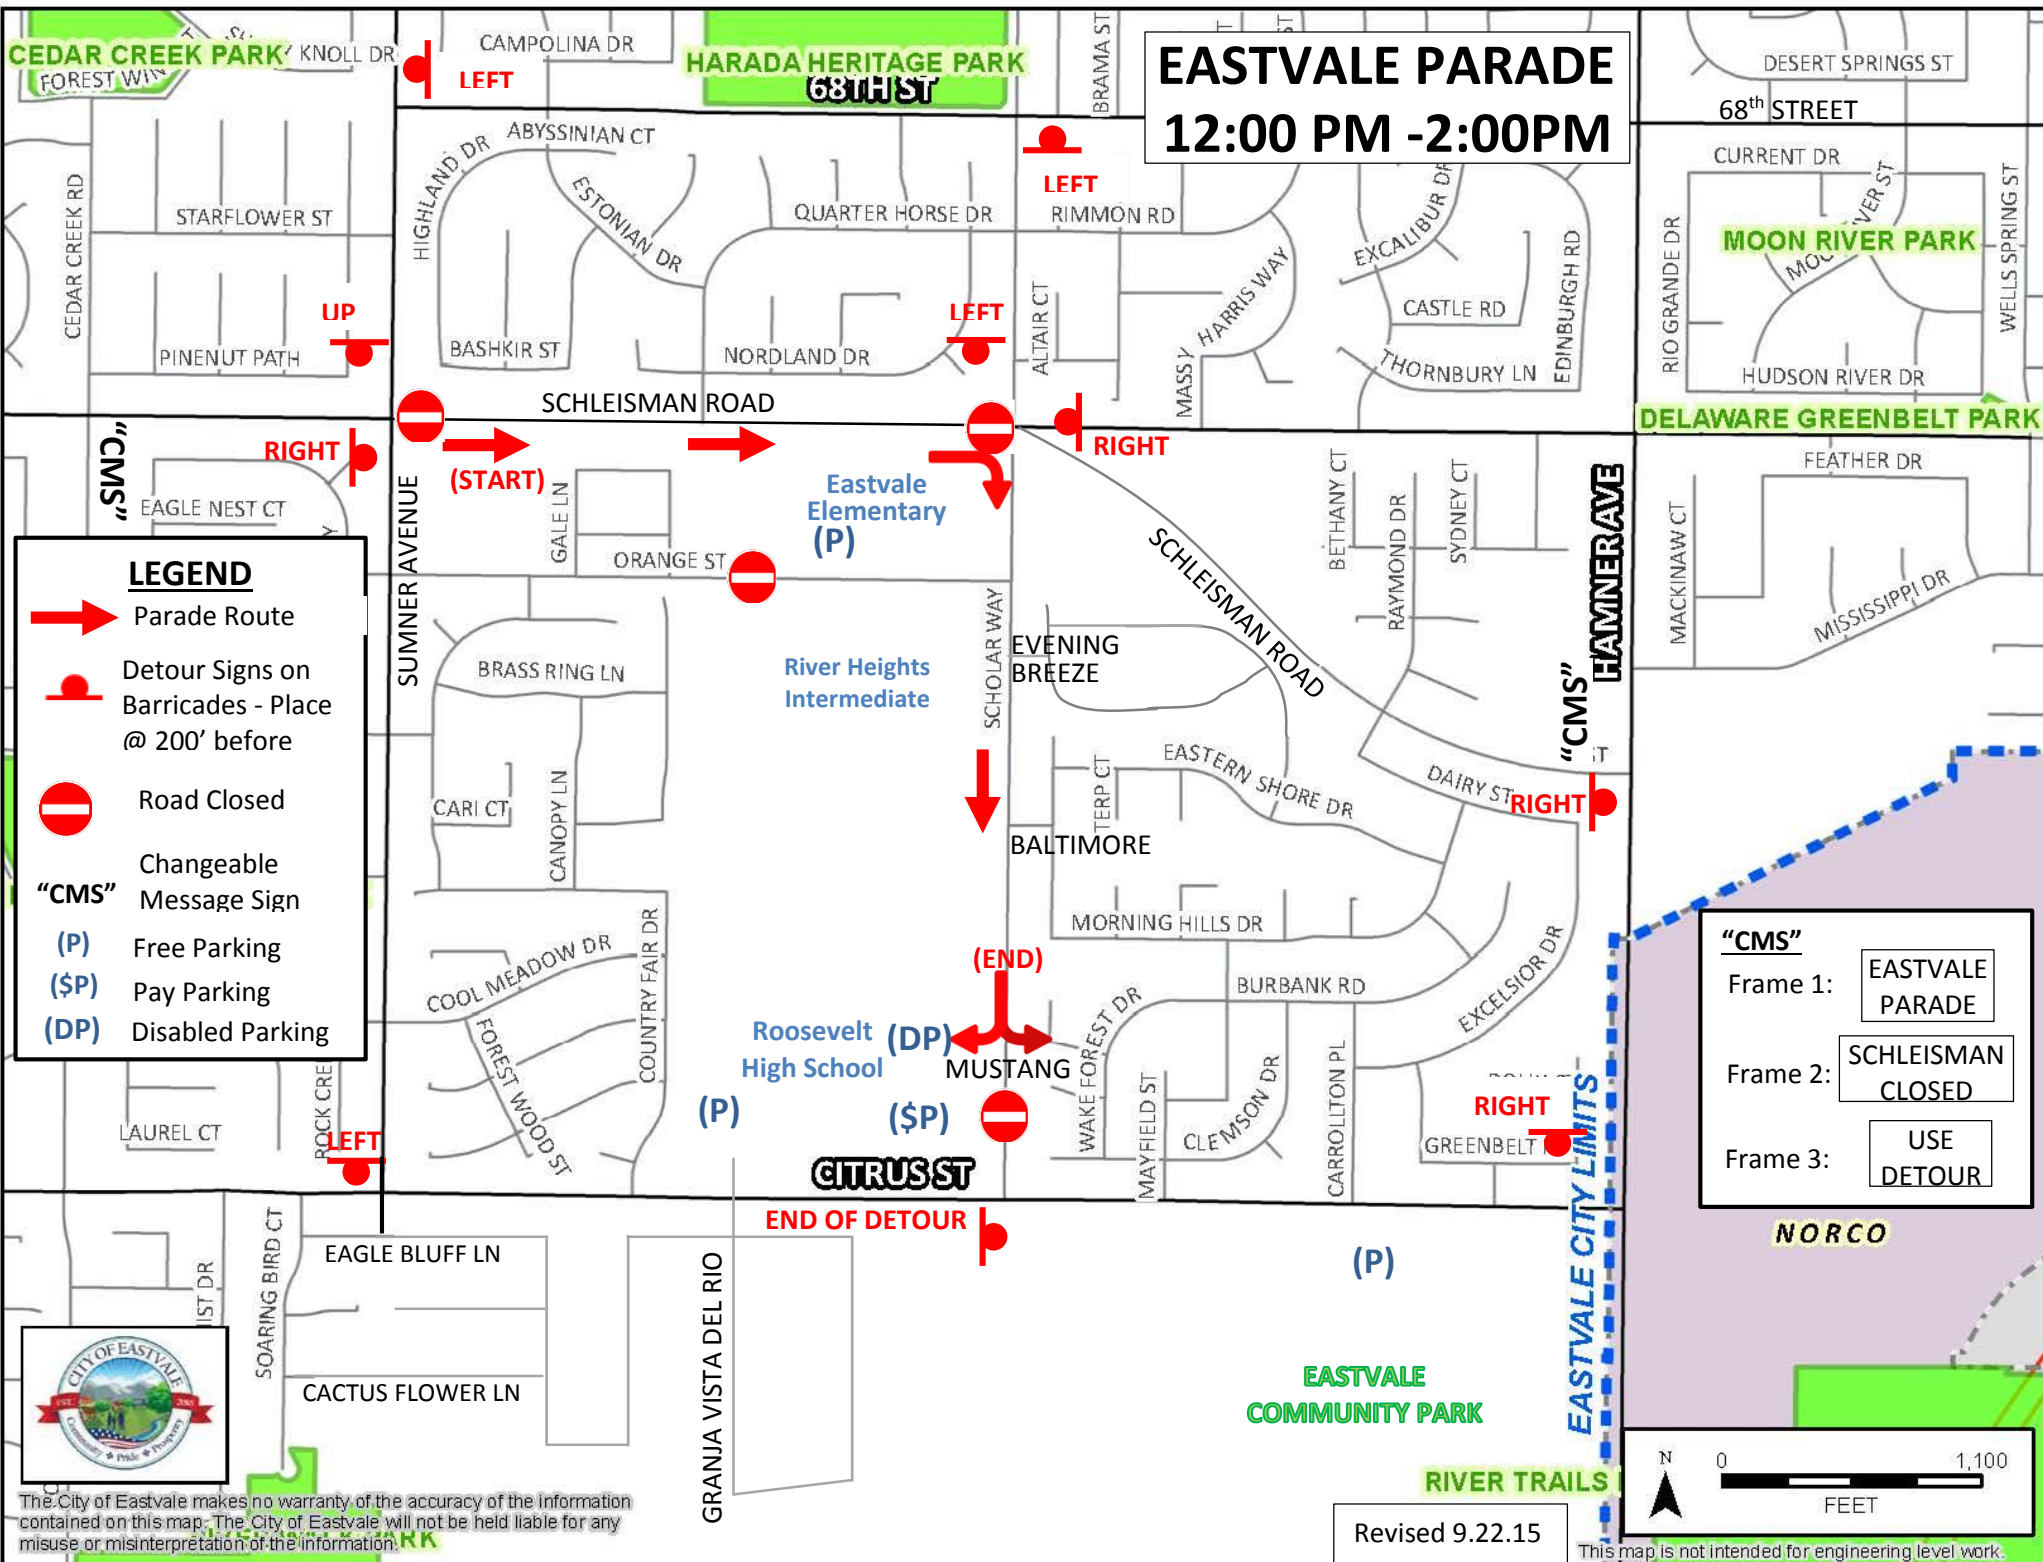 EASTVALE PARADE
12:00 PM -2:00PM
CEDAR CREEK PARK
KNOLL DR
FOREST WIN
CAMPOLINA DR
LEFT
HARADA HERITAGE PARK
68TH ST
BRAMA ST
DESERT SPRINGS ST
68th STREET
HIGHLAND DR
ABYSSINIAN CT
ESTONIAN DR
LEFT
CURRENT DR
CEDAR CREEK RD
STARFLOWER ST
QUARTER HORSE DR
RIMMON RD
EXCALIBUR DR
EDINBURGH RD
RIO GRANDE DR
MOON RIVER PARK
WELLS SPRING ST
UP
PINENUT PATH
BASHKIR ST
NORDLAND DR
LEFT
ALTAIR CT
MASSY
HARRIS WAY
CASTLE RD
THORNBURY LN
HUDSON RIVER DR
SCHLEISMAN ROAD
DELAWARE GREENBELT PARK
"CMS"
RIGHT
(START)
RIGHT
EAGLE NEST CT
SUMNER AVENUE
GALE LN
Eastvale
Elementary
(P)
ORANGE ST
SCHLEISMAN ROAD
BETHANY CT
RAYMOND DR
SYDNEY CT
HAMNER AVE
FEATHER DR
MACKINAW CT
MISSISSIPPI DR
LEGEND
Parade Route
Detour Signs on
Barricades - Place
@ 200' before
Road Closed
Changeable
"CMS" Message Sign
(P) Free Parking
($P) Pay Parking
(DP) Disabled Parking
BRASS RING LN
River Heights
Intermediate
SCHOLAR WAY
EVENING
BREEZE
"CMS"
CARI CT
CANOPY LN
TERP CT
EASTERN SHORE DR
DAIRY ST
RIGHT
BALTIMORE
MORNING HILLS DR
COOL MEADOW DR
COUNTRY FAIR DR
FOREST WOOD ST
(END)
BURBANK RD
EXCELSIOR DR
Roosevelt
High School
(DP)
MUSTANG
WAKE FOREST DR
"CMS"
Frame 1:
EASTVALE
PARADE
Frame 2:
SCHLEISMAN
CLOSED
Frame 3:
USE
DETOUR
(P)
($P)
MAYFIELD ST
CLEMSON DR
CARROLLTON PL
RIGHT
GREENBELT
LAUREL CT
ROCK CRE
LEFT
CITRUS ST
END OF DETOUR
EASTVALE CITY LIMITS
NORCO
SOARING BIRD CT
IST DR
EAGLE BLUFF LN
CACTUS FLOWER LN
GRANJA VISTA DEL RIO
(P)
EASTVALE
COMMUNITY PARK
RIVER TRAILS
CITY OF EASTVALE
Community Pride Prosperity
N
0 1,100
FEET
The City of Eastvale makes no warranty of the accuracy of the information
contained on this map. The City of Eastvale will not be held liable for any
misuse or misinterpretation of the information.
RK
Revised 9.22.15
This map is not intended for engineering level work.